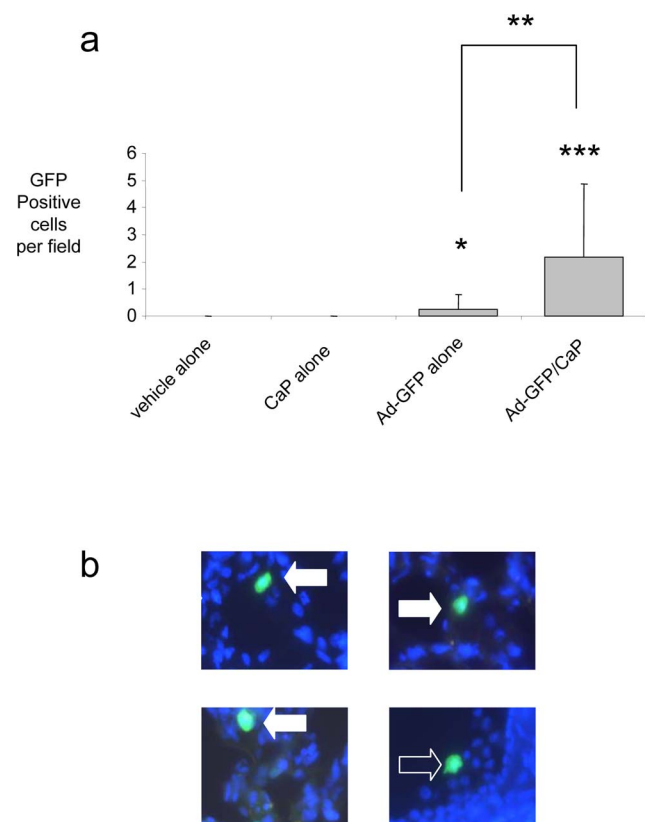 a
**
***
*
GFP
Positive
cells
per field
6
5
4
3
2
1
0
vehicle alone
CaP alone
Ad-GFP alone
Ad-GFP/CaP
b